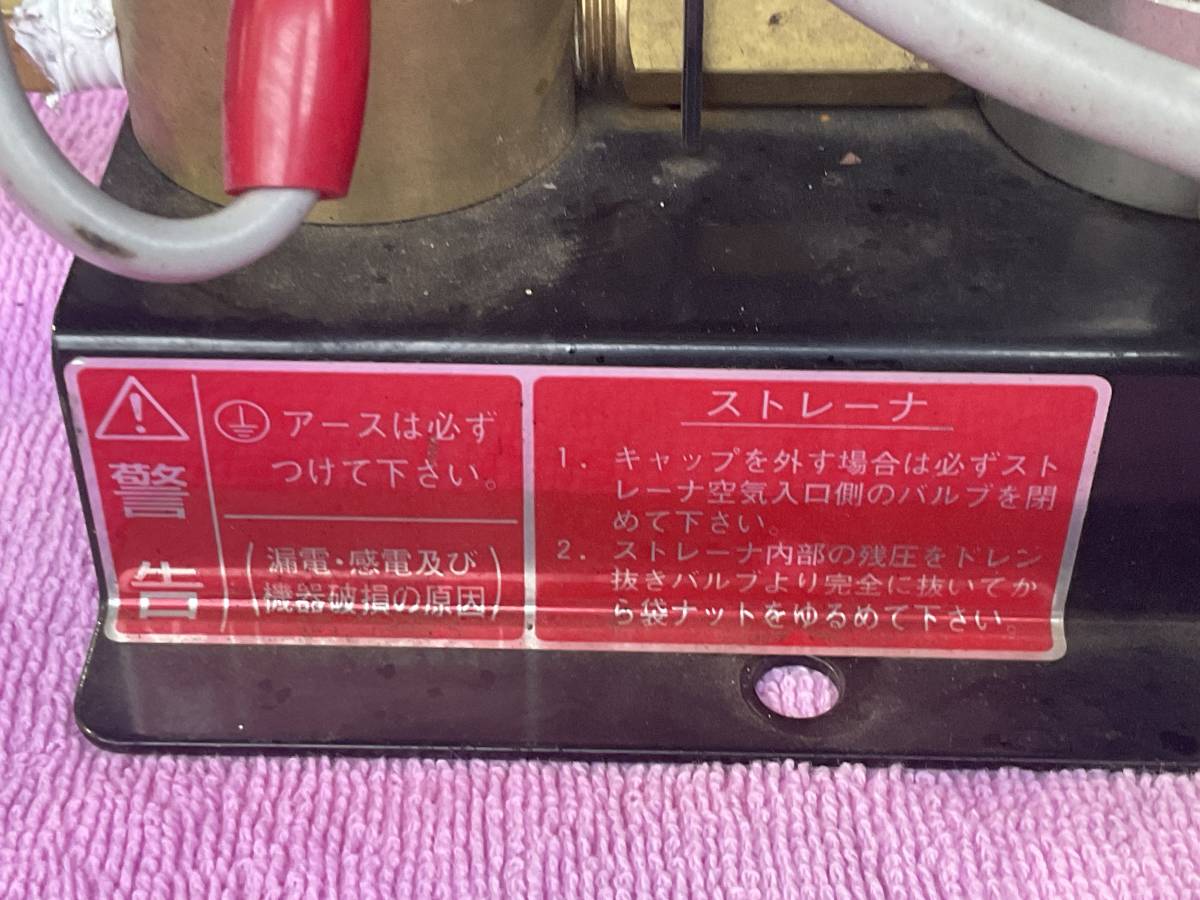 警告
アースは必ず
つけて下さい。
(漏電・感電及び
機器破損の原因)
ストレーナ
1. キャップを外す場合は必ずスト
レーナ空気入口側のバルブを閉
めて下さい。
2. ストレーナ内部の残圧をドレン
抜きバルブより完全に抜いてか
ら袋ナットをゆるめて下さい。